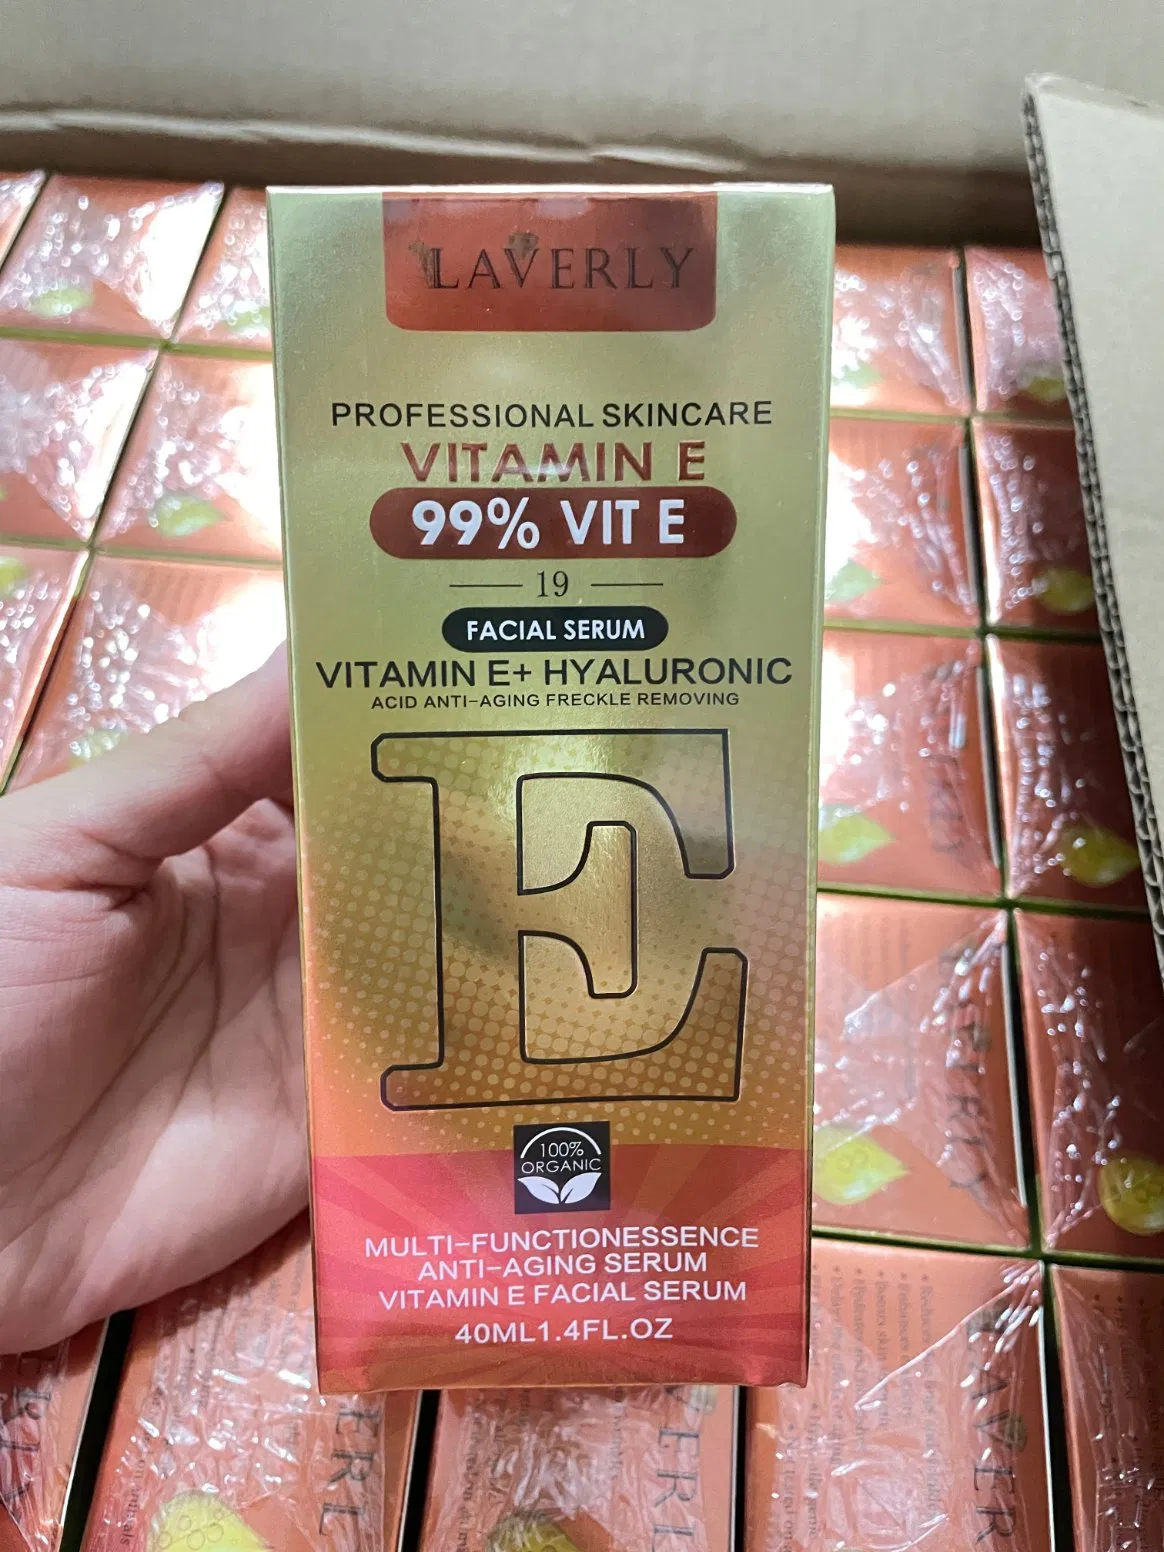 LAVERLY
PROFESSIONAL SKINCARE
VITAMIN E
99% VIT E
19
FACIAL SERUM
VITAMIN E+ HYALURONIC
ACID ANTI-AGING FRECKLE REMOVING
E
100%
ORGANIC
MULTI-FUNCTIONESSENCE
ANTI-AGING SERUM
VITAMIN E FACIAL SERUM
40ML1.4FL.OZ